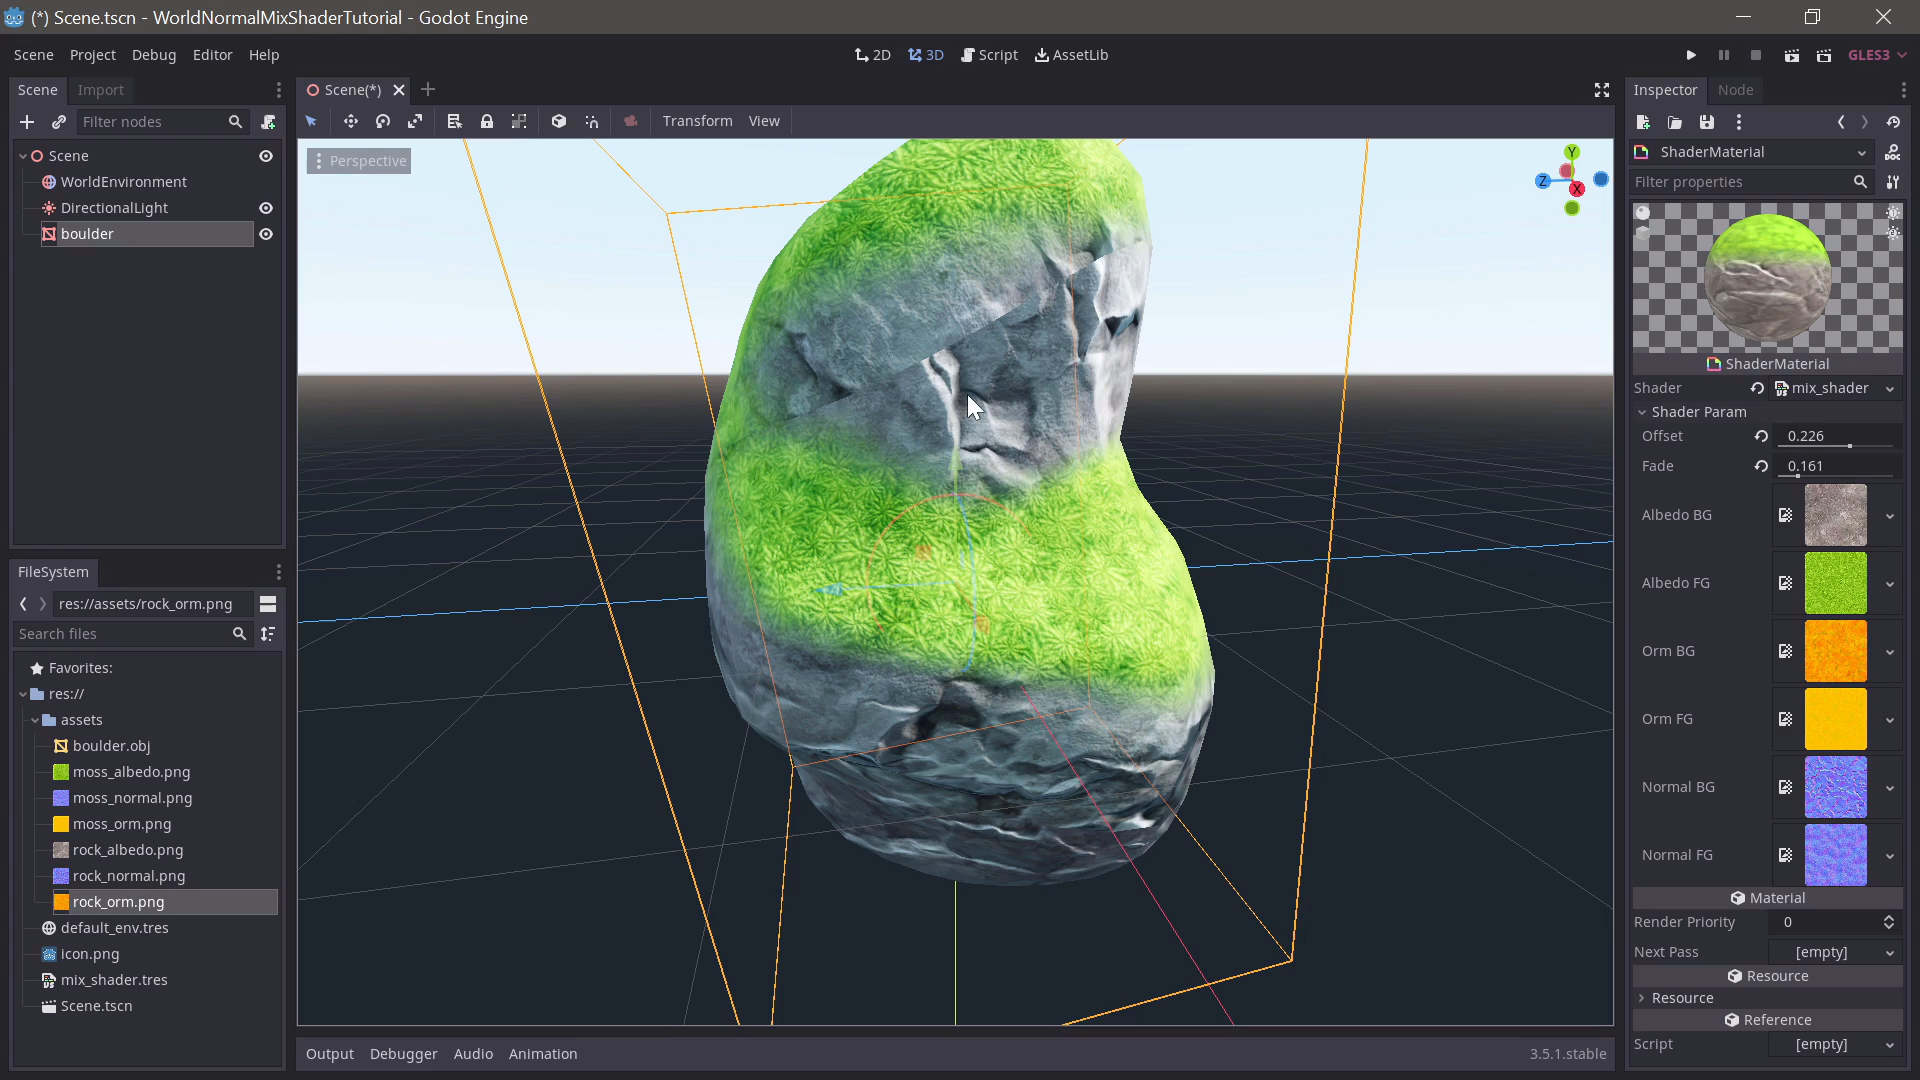 (*) Scene.tscn - WorldNormalMixShaderTutorial - Godot Engine
Scene Project Debug Editor Help
2D 3D Script AssetLib
GLES3
Scene Import
Filter nodes
Scene
WorldEnvironment
DirectionalLight
boulder
FileSystem
res://assets/rock_orm.png
Search files
Favorites:
res://
assets
boulder.obj
moss_albedo.png
moss_normal.png
moss_orm.png
rock_albedo.png
rock_normal.png
rock_orm.png
default_env.tres
icon.png
mix_shader.tres
Scene.tscn
Scene(*)
Transform View
Perspective
Y
Z
X
Output Debugger Audio Animation
3.5.1.stable
Inspector Node
ShaderMaterial
Filter properties
ShaderMaterial
Shader mix_shader
Shader Param
Offset 0.226
Fade 0.161
Albedo BG
Albedo FG
Orm BG
Orm FG
Normal BG
Normal FG
Material
Render Priority 0
Next Pass [empty]
Resource
Resource
Reference
Script [empty]